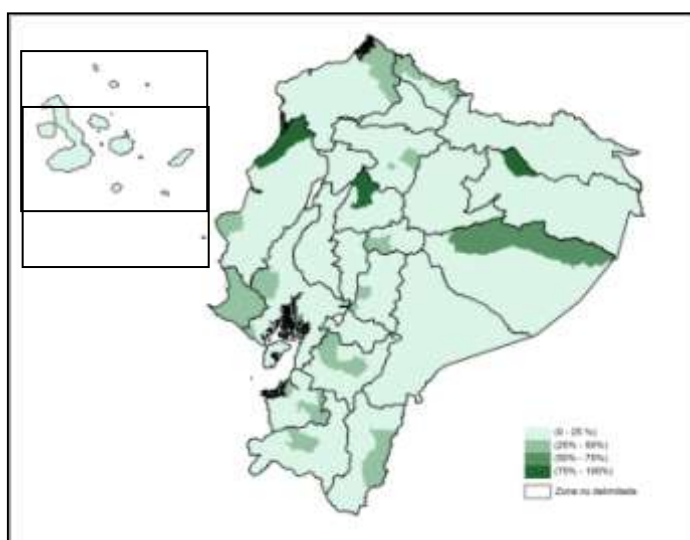 (0 - 25 %)
(25% - 50%)
(50% - 75%)
(75% - 100%)
Zona no delimitada